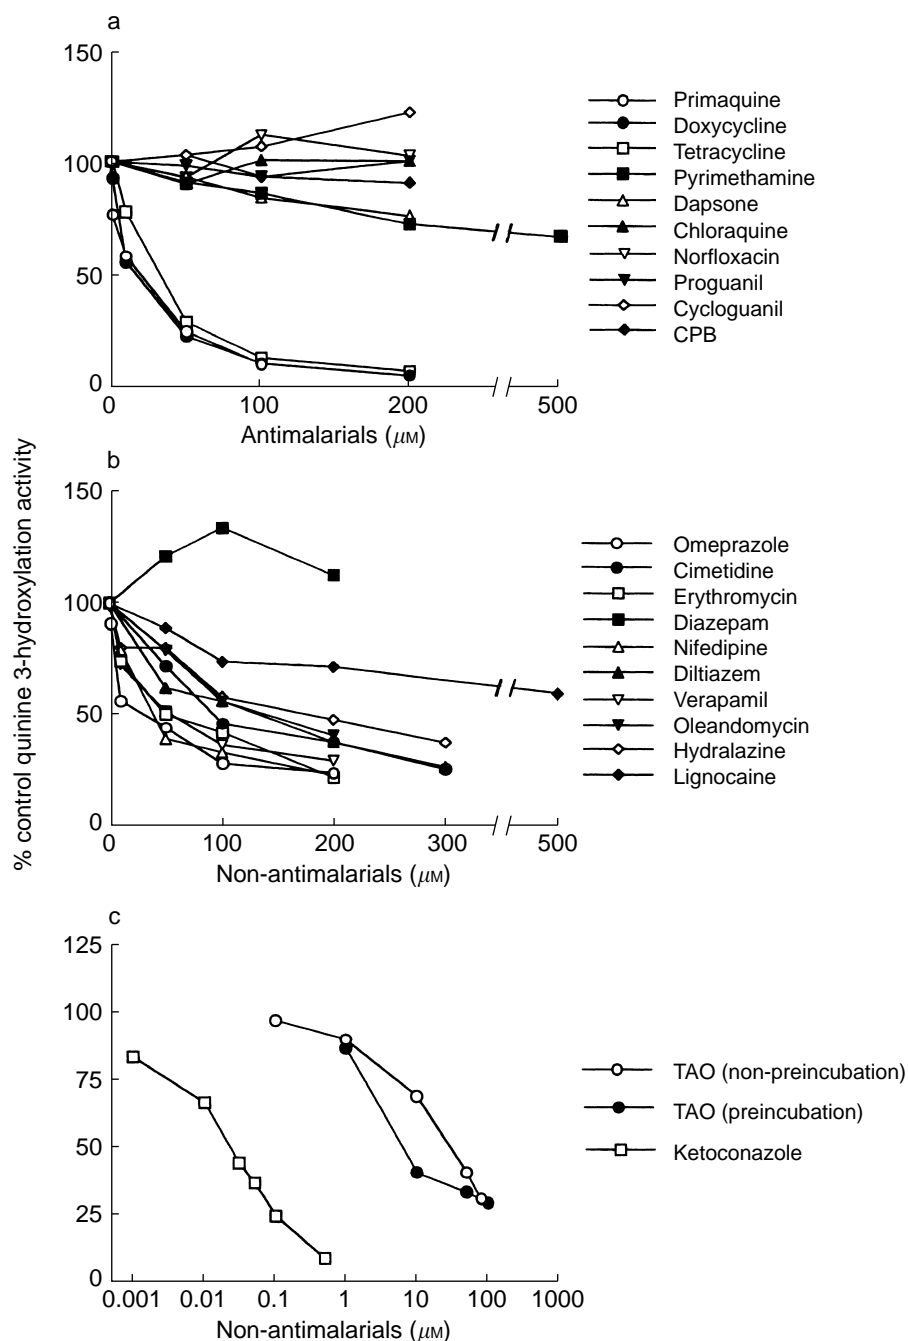 a
150
100
50
0
0 100 200 500
Antimalarials (μM)
Primaquine
Doxycycline
Tetracycline
Pyrimethamine
Dapsone
Chloraquine
Norfloxacin
Proguanil
Cycloguanil
CPB
% control quinine 3-hydroxylation activity
b
150
100
50
0
0 100 200 300 500
Non-antimalarials (μM)
Omeprazole
Cimetidine
Erythromycin
Diazepam
Nifedipine
Diltiazem
Verapamil
Oleandomycin
Hydralazine
Lignocaine
c
125
100
75
50
25
0
0.001 0.01 0.1 1 10 100 1000
Non-antimalarials (μM)
TAO (non-preincubation)
TAO (preincubation)
Ketoconazole